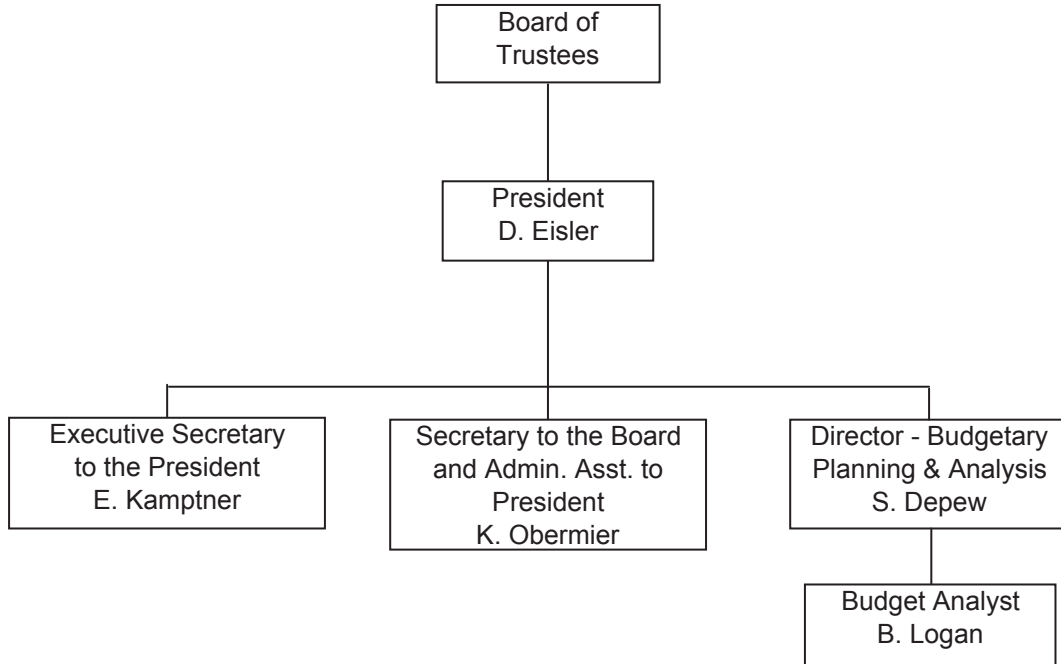 Board of
Trustees
President
D. Eisler
Executive Secretary
to the President
E. Kamptner
Secretary to the Board
and Admin. Asst. to
President
K. Obermier
Director - Budgetary
Planning & Analysis
S. Depew
Budget Analyst
B. Logan